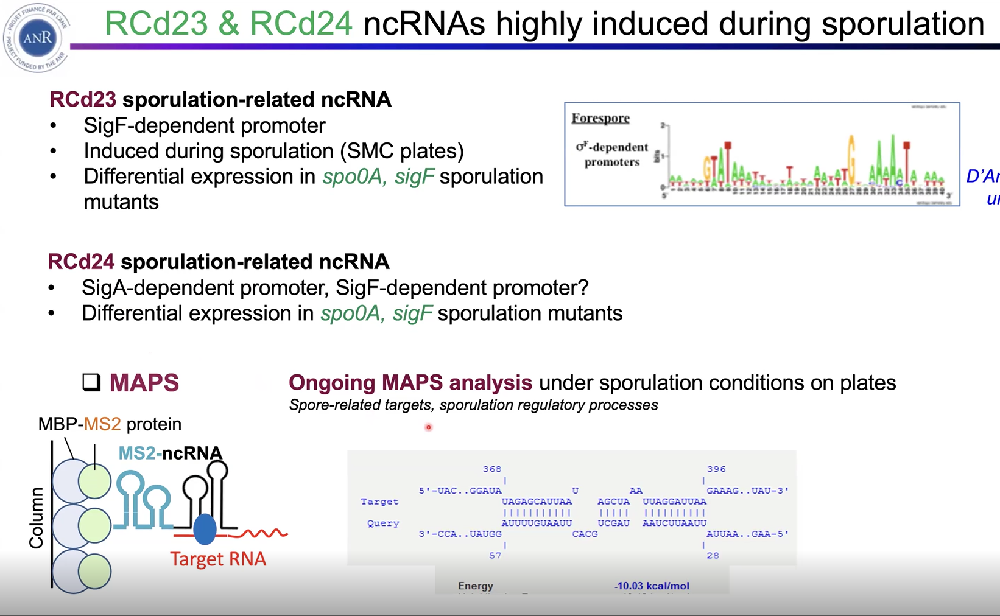 RCd23 & RCd24 ncRNAs highly induced during sporulation
PROJET FINANCÉ PAR L'ANR
ANR
PROJECT FUNDED BY THE ANR
RCd23 sporulation-related ncRNA
• SigF-dependent promoter
• Induced during sporulation (SMC plates)
• Differential expression in spo0A, sigF sporulation
mutants
Forespore
σF-dependent
promoters
bits
2
1
0
5'
3'
D'Ar
ur
RCd24 sporulation-related ncRNA
• SigA-dependent promoter, SigF-dependent promoter?
• Differential expression in spo0A, sigF sporulation mutants
❑ MAPS
MBP-MS2 protein
MS2-ncRNA
Column
Target RNA
Ongoing MAPS analysis under sporulation conditions on plates
Spore-related targets, sporulation regulatory processes
368 396
| |
5'-UAC..GGAUA U AA GAAAG..UAU-3'
Target UAGAGCAUUAA AGCUA UUAGGAUUAA
||||||||||| ||||| ||||||||||
Query AUUUUGUAAUU UCGAU AAUCUUAAUU
3'-CCA..UAUGG CACG AUUAA..GAA-5'
| |
57 28
Energy -10.03 kcal/mol